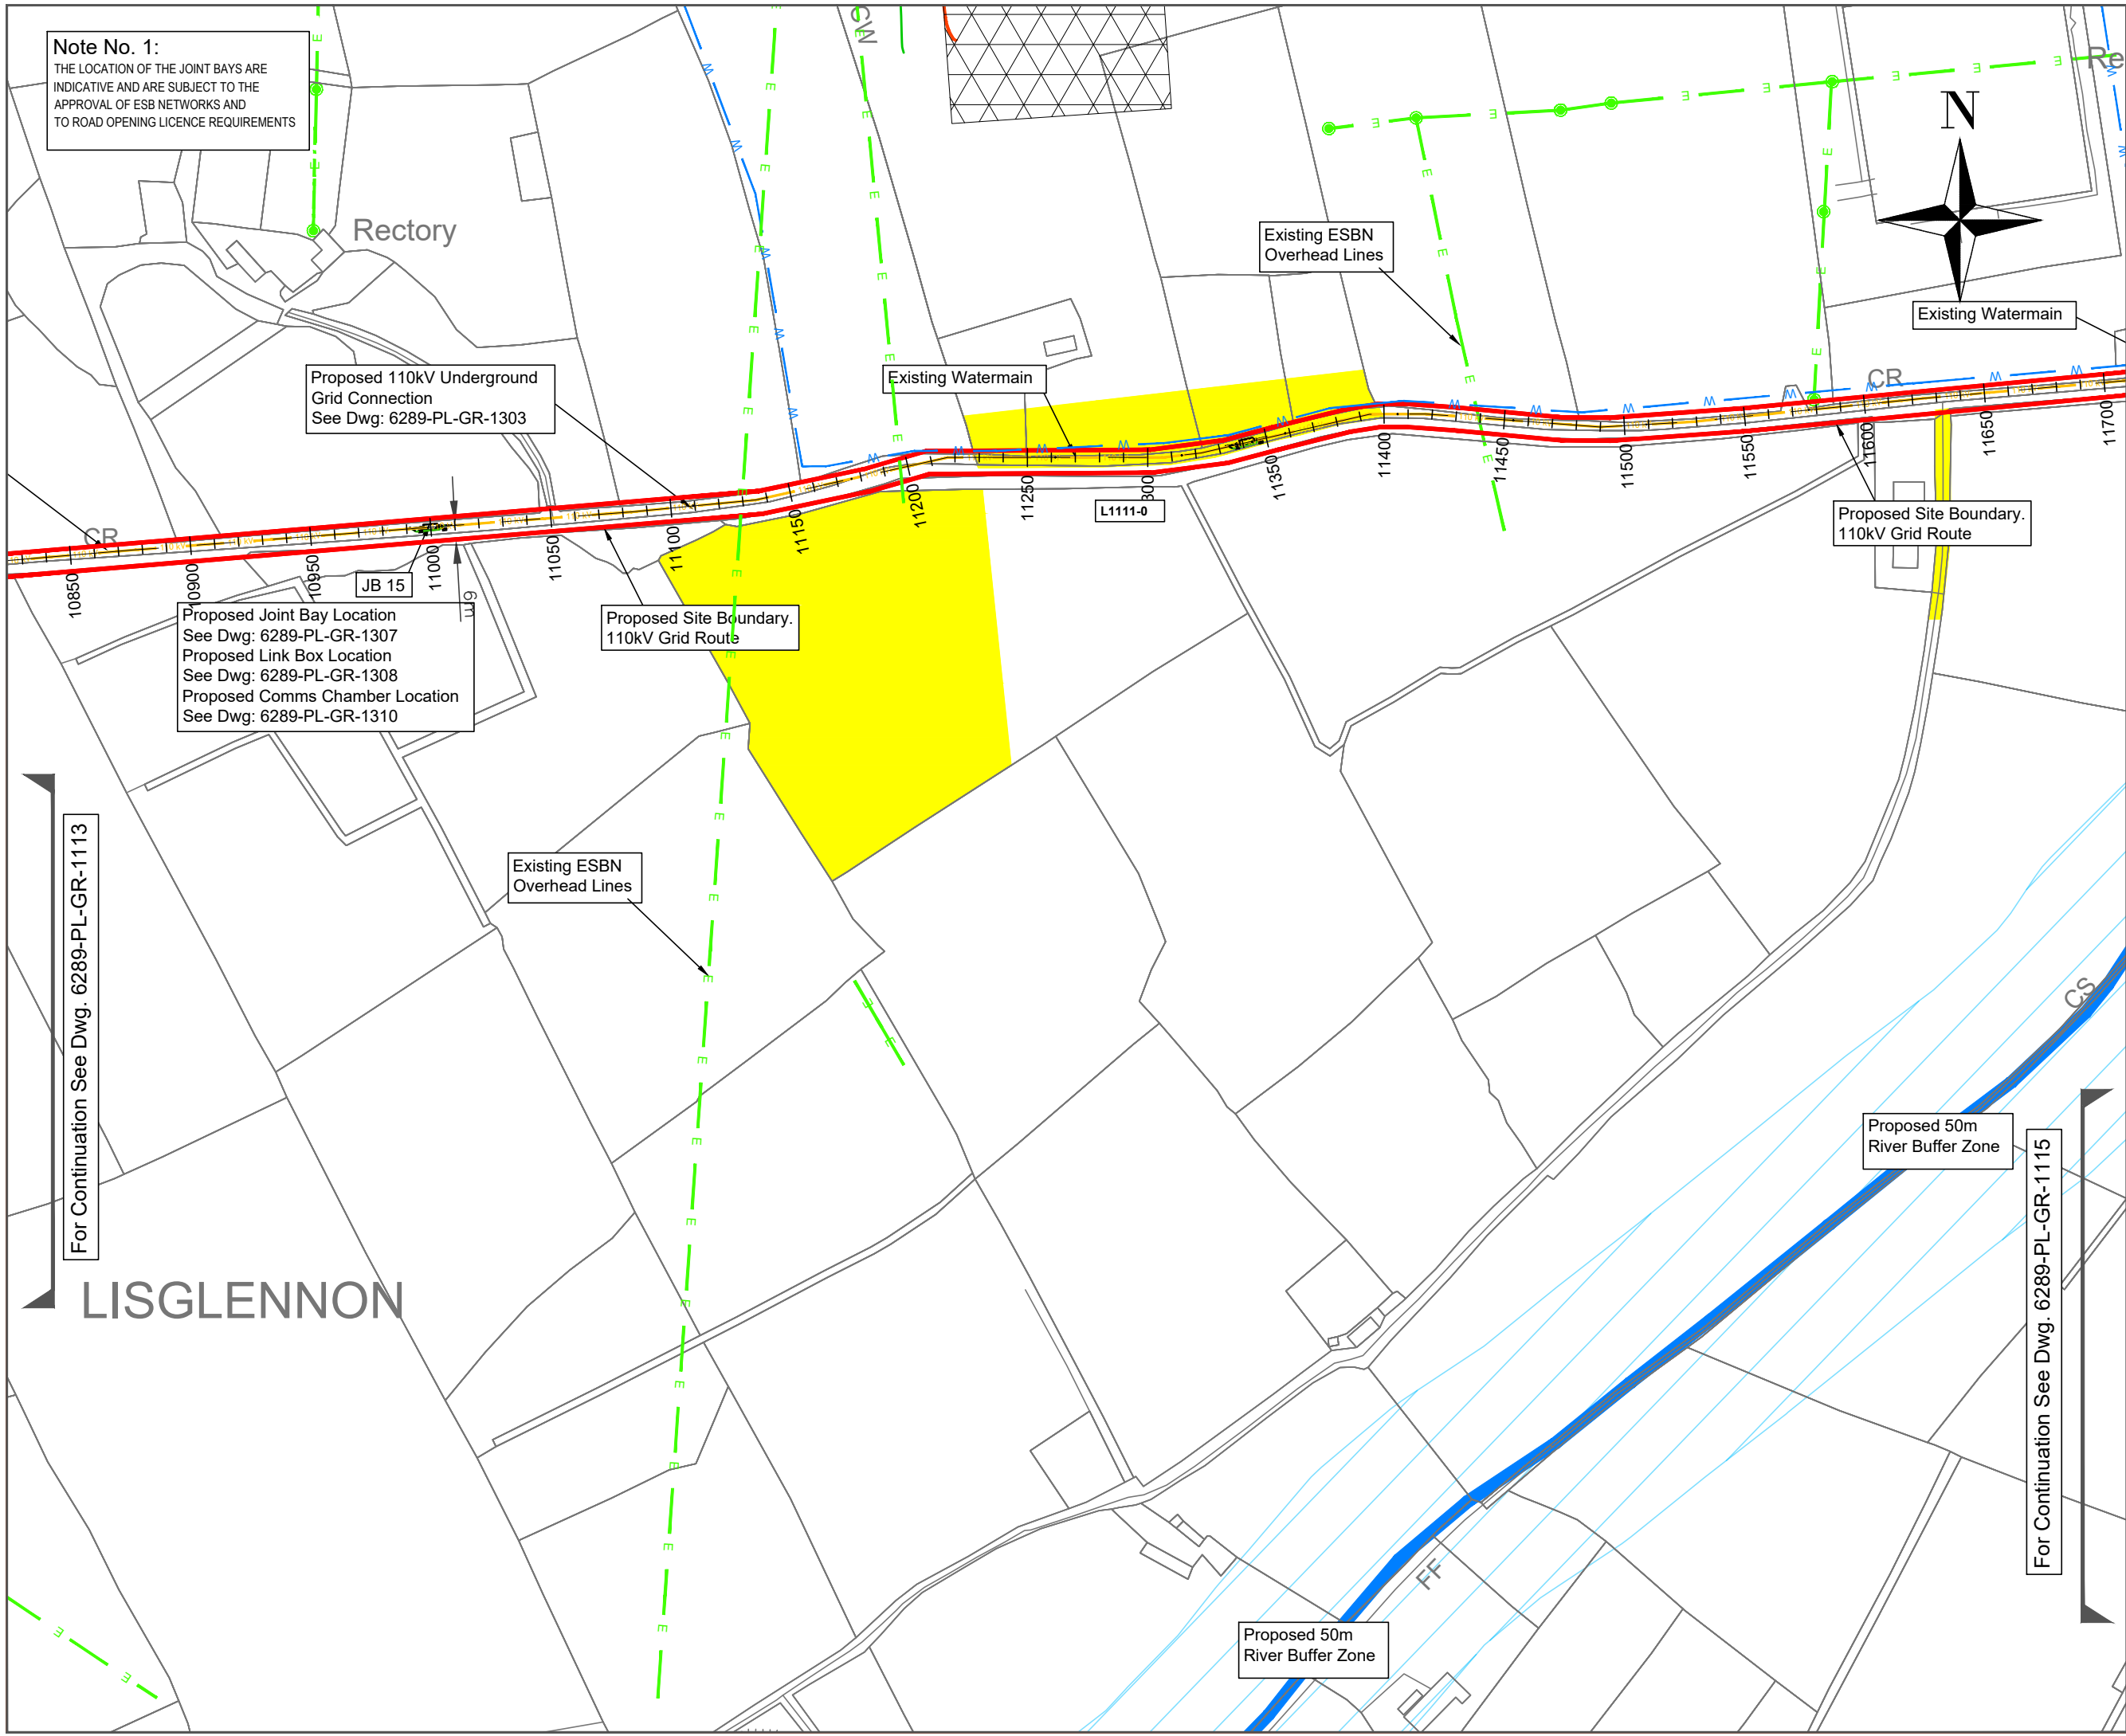 Note No. 1:
THE LOCATION OF THE JOINT BAYS ARE
INDICATIVE AND ARE SUBJECT TO THE
APPROVAL OF ESB NETWORKS AND
TO ROAD OPENING LICENCE REQUIREMENTS
CW
Re
N
Rectory
Existing ESBN
Overhead Lines
Existing Watermain
Proposed 110kV Underground
Grid Connection
See Dwg: 6289-PL-GR-1303
Existing Watermain
CR
CR
10850
10900
10950
11000
11050
11100
11150
11200
11250
300
11350
11400
11450
11500
11550
11600
11650
11700
L1111-0
JB 15
6m
Proposed Site Boundary.
110kV Grid Route
Proposed Joint Bay Location
See Dwg: 6289-PL-GR-1307
Proposed Link Box Location
See Dwg: 6289-PL-GR-1308
Proposed Comms Chamber Location
See Dwg: 6289-PL-GR-1310
Proposed Site Boundary.
110kV Grid Route
For Continuation See Dwg. 6289-PL-GR-1113
Existing ESBN
Overhead Lines
CS
Proposed 50m
River Buffer Zone
For Continuation See Dwg. 6289-PL-GR-1115
LISGLENNON
FF
Proposed 50m
River Buffer Zone